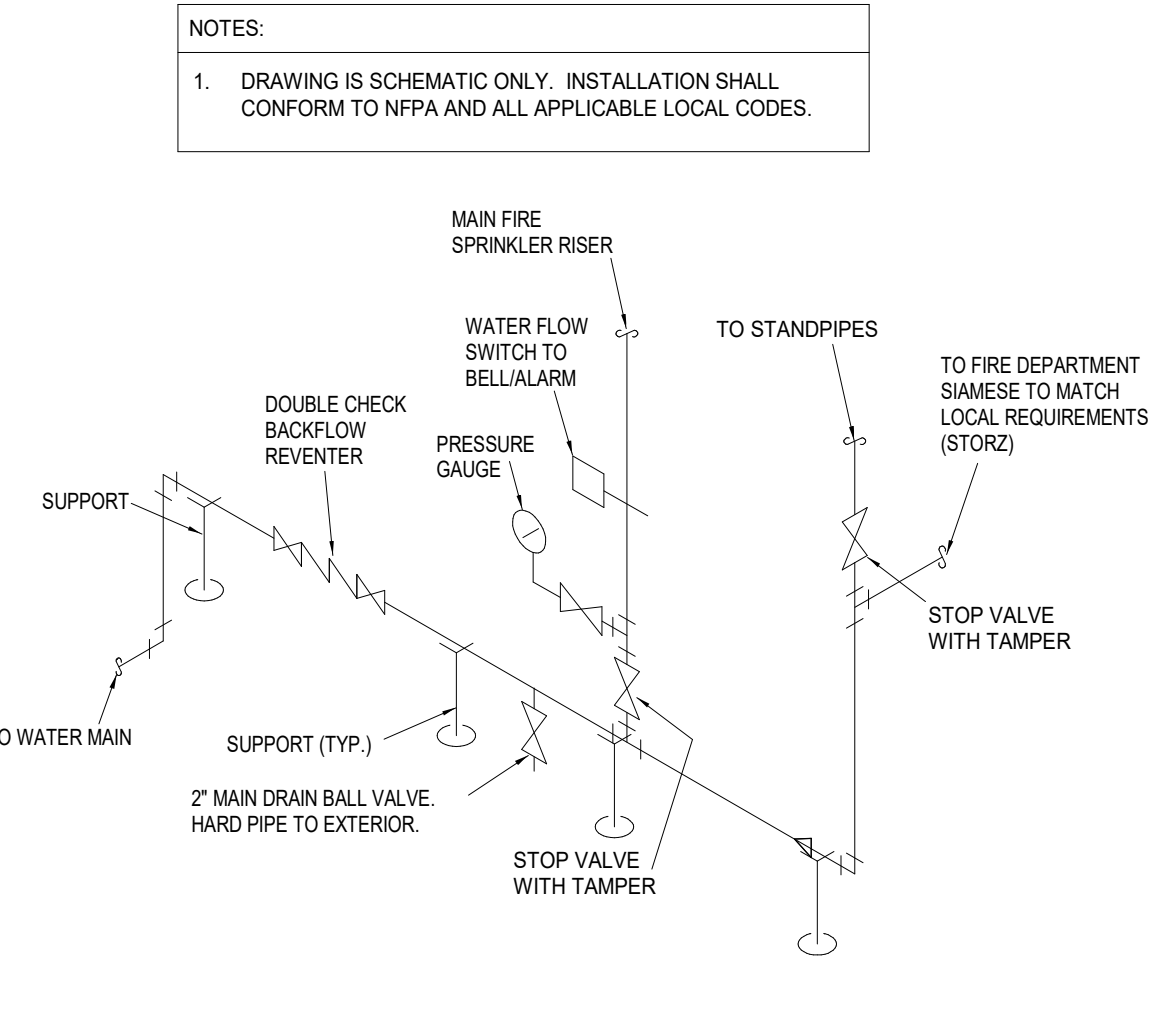 NOTES:
1. DRAWING IS SCHEMATIC ONLY. INSTALLATION SHALL
CONFORM TO NFPA AND ALL APPLICABLE LOCAL CODES.
MAIN FIRE
SPRINKLER RISER
WATER FLOW
SWITCH TO
BELL/ALARM
TO STANDPIPES
TO FIRE DEPARTMENT
SIAMESE TO MATCH
LOCAL REQUIREMENTS
(STORZ)
DOUBLE CHECK
BACKFLOW
REVENTER
PRESSURE
GAUGE
SUPPORT
STOP VALVE
WITH TAMPER
O WATER MAIN
SUPPORT (TYP.)
2" MAIN DRAIN BALL VALVE.
HARD PIPE TO EXTERIOR.
STOP VALVE
WITH TAMPER